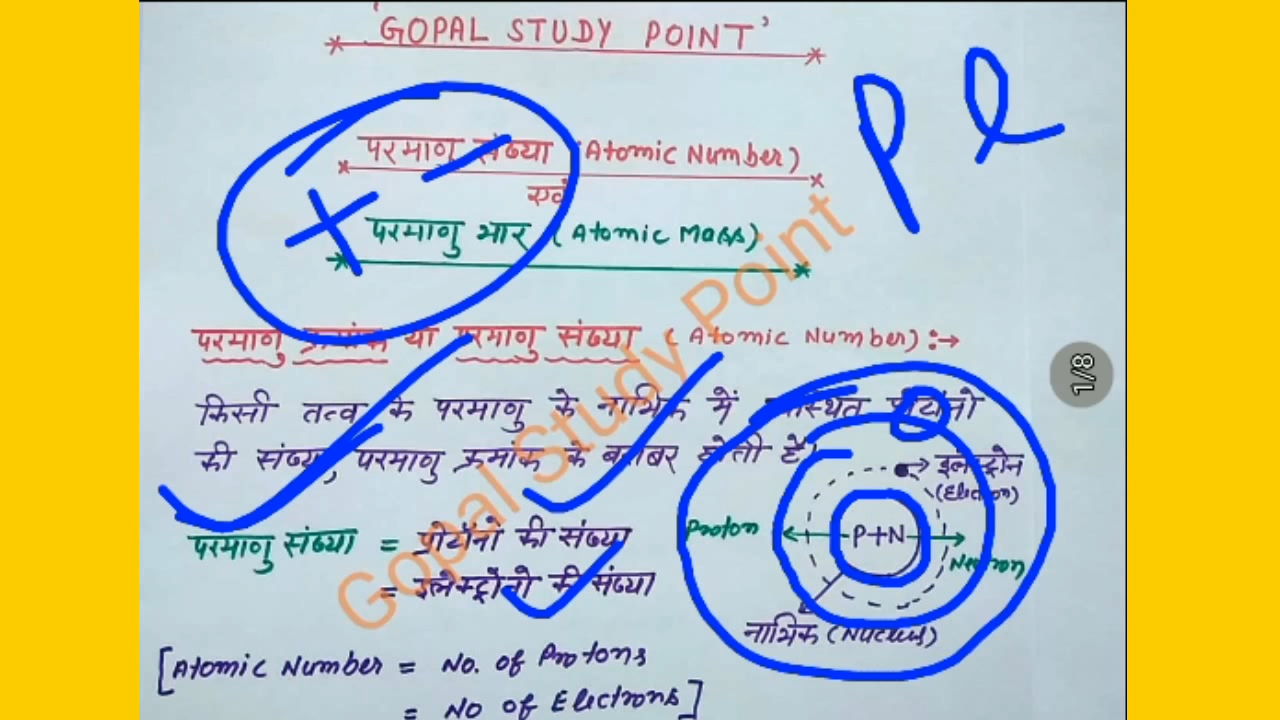 'GOPAL STUDY POINT'
P e
परमाणु संख्या (Atomic Number)
एवं
परमाणु भार (Atomic Mass)
परमाणु क्रमांक या परमाणु संख्या (Atomic Number) :→
1/8
किसी तत्व के परमाणु के नाभिक में उपस्थित प्रोटॉनो
की संख्या, परमाणु क्रमांक के बराबर होती हैं।
इलेक्ट्रोन
(Electron)
Proton P+N Neutron
नाभिक (Nucleus)
परमाणु संख्या = प्रोटॉनो की संख्या
= इलेक्ट्रोनो की संख्या
[Atomic Number = No. of Protons
= No of Electrons]
Gopal Study Point